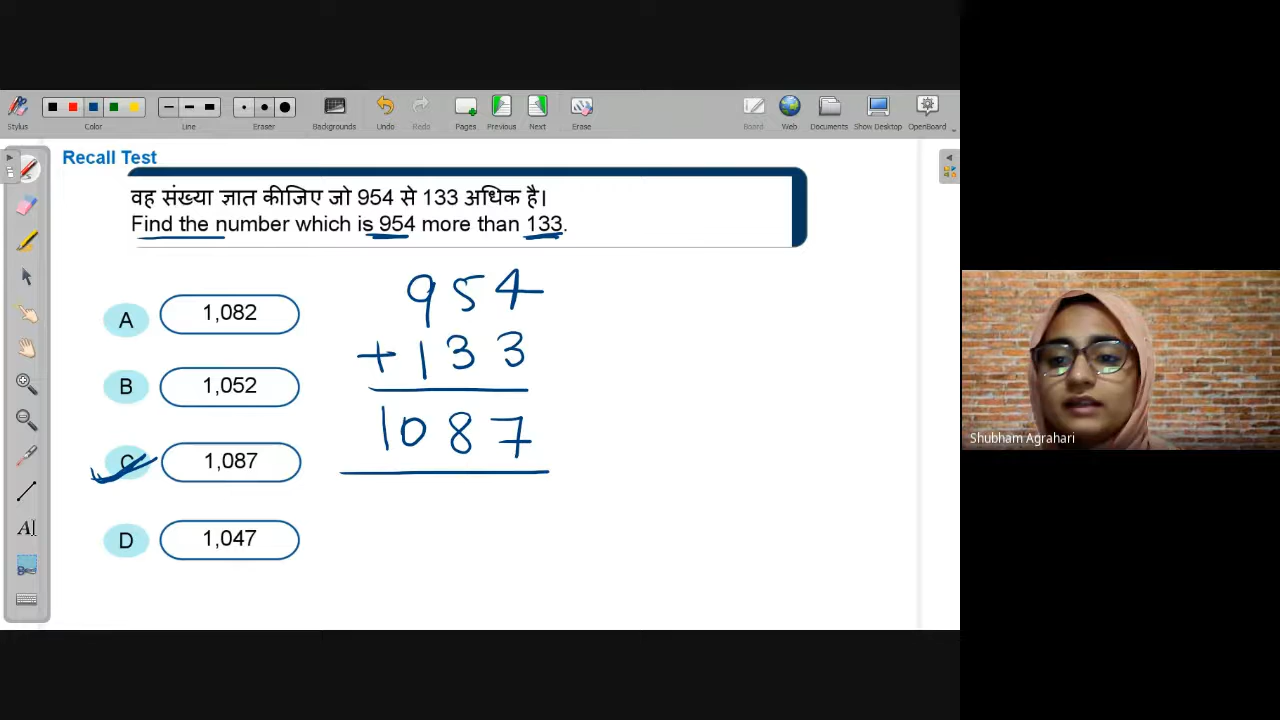 Stylus
Color
Line
Eraser
Backgrounds
Undo
Redo
Pages
Previous
Next
Erase
Board
Web
Documents
Show Desktop
OpenBoard
Recall Test
वह संख्या ज्ञात कीजिए जो 954 से 133 अधिक है।
Find the number which is 954 more than 133.
A 1,082
B 1,052
C 1,087
D 1,047
954
+ 133
1087
AI
Shubham Agrahari